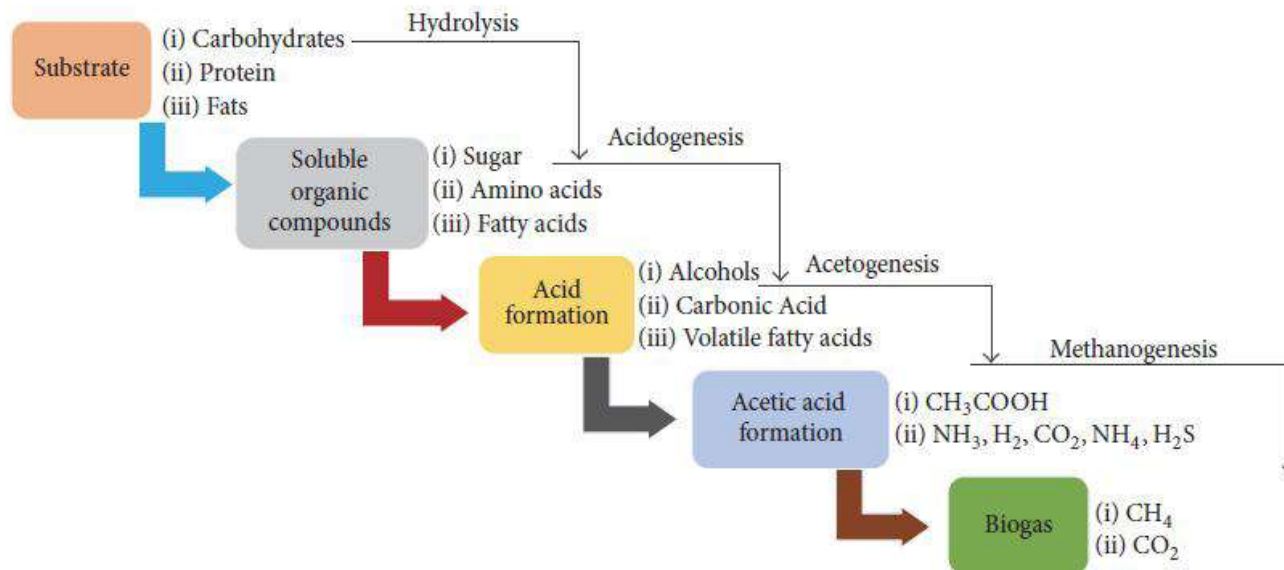 Substrate
(i) Carbohydrates
(ii) Protein
(iii) Fats
Hydrolysis
Soluble
organic
compounds
(i) Sugar
(ii) Amino acids
(iii) Fatty acids
Acidogenesis
Acid
formation
(i) Alcohols
(ii) Carbonic Acid
(iii) Volatile fatty acids
Acetogenesis
Acetic acid
formation
(i) CH₃COOH
(ii) NH₃, H₂, CO₂, NH₄, H₂S
Methanogenesis
Biogas
(i) CH₄
(ii) CO₂